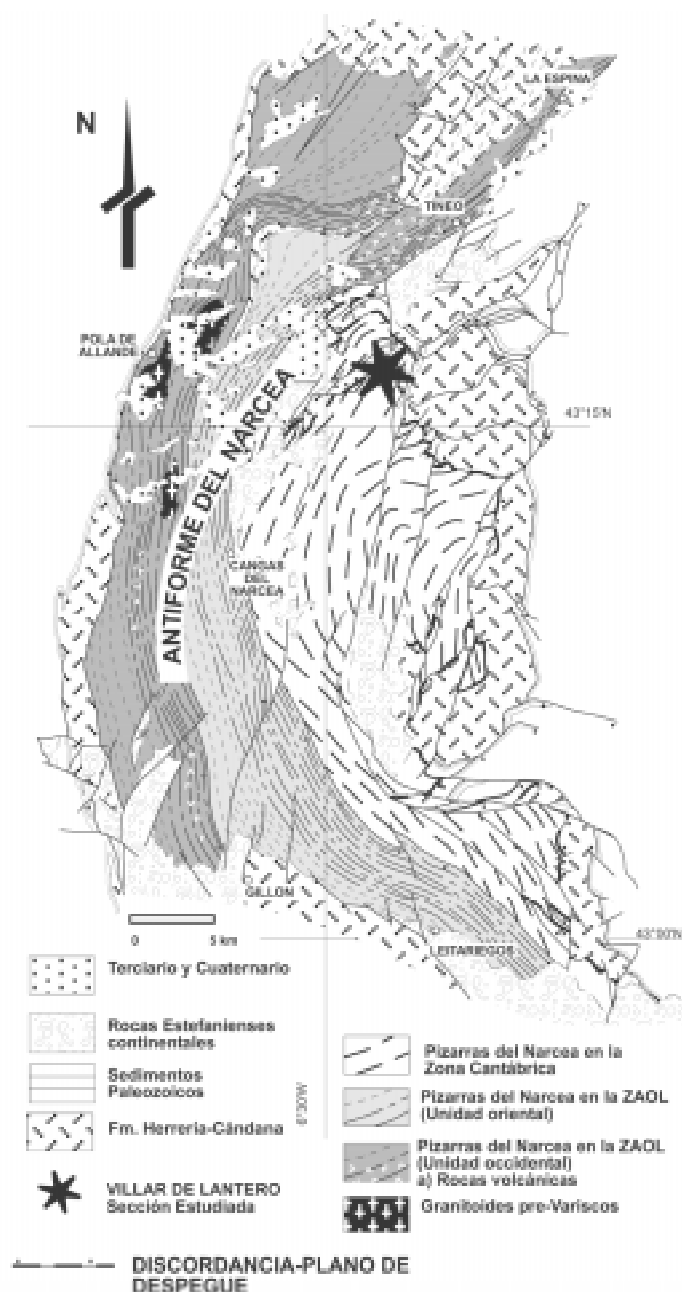 LA ESPINA
N
TINEO
POLA DE
ALLANDE
43°15'N
ANTIFORME DEL NARCEA
CANGAS
DEL
NARCEA
GILLON
0 5 km
43°00'N
LEITARIEGOS
Terciario y Cuaternario
Rocas Estefanienses
continentales
Sedimentos
Paleozoicos
Fm. Herrería-Cándana
VILLAR DE LANTERO
Sección Estudiada
6°30'W
Pizarras del Narcea en la
Zona Cantábrica
Pizarras del Narcea en la ZAOL
(Unidad oriental)
Pizarras del Narcea en la ZAOL
(Unidad occidental)
a) Rocas volcánicas
Granitoides pre-Variscos
DISCORDANCIA-PLANO DE
DESPEGUE